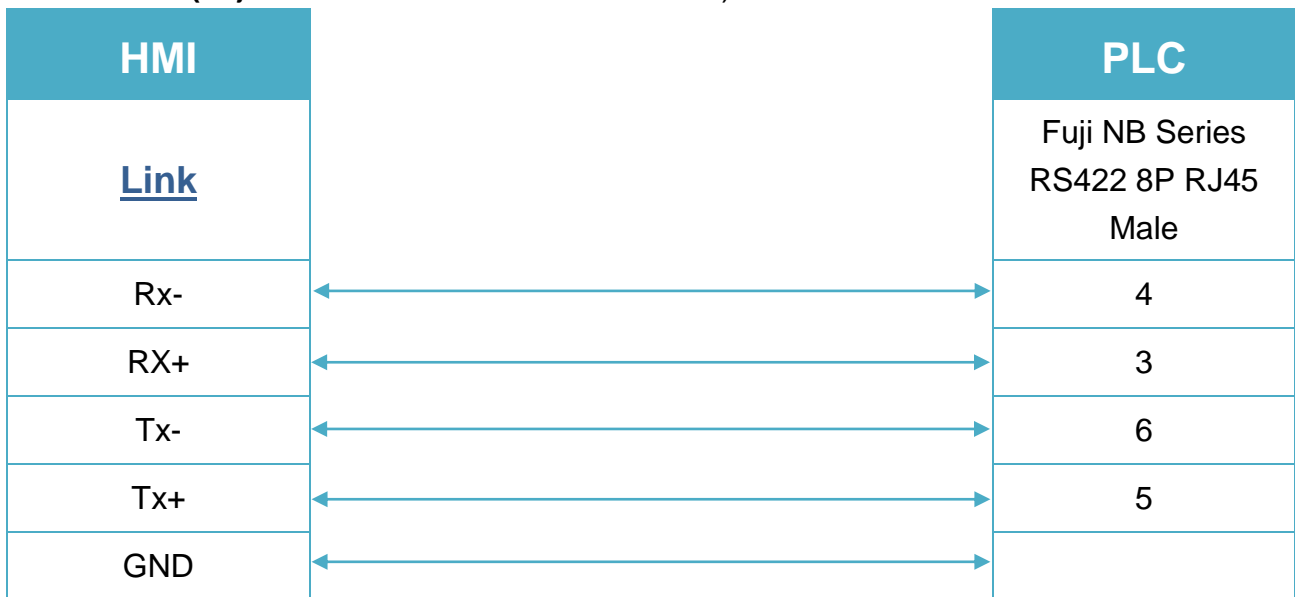 HMI PLC
Link
Fuji NB Series
RS422 8P RJ45
Male
Rx- 4
RX+ 3
Tx- 6
Tx+ 5
GND